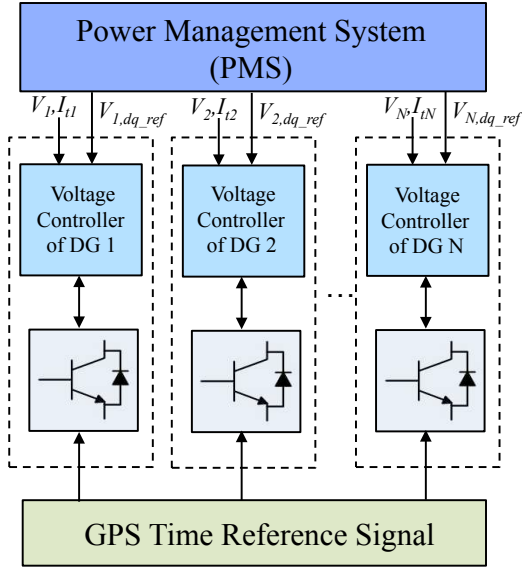 Power Management System
(PMS)
V1,It1 V1,dq_ref V2,It2 V2,dq_ref VN,ItN VN,dq_ref
Voltage
Controller
of DG 1
Voltage
Controller
of DG 2
Voltage
Controller
of DG N
...
GPS Time Reference Signal